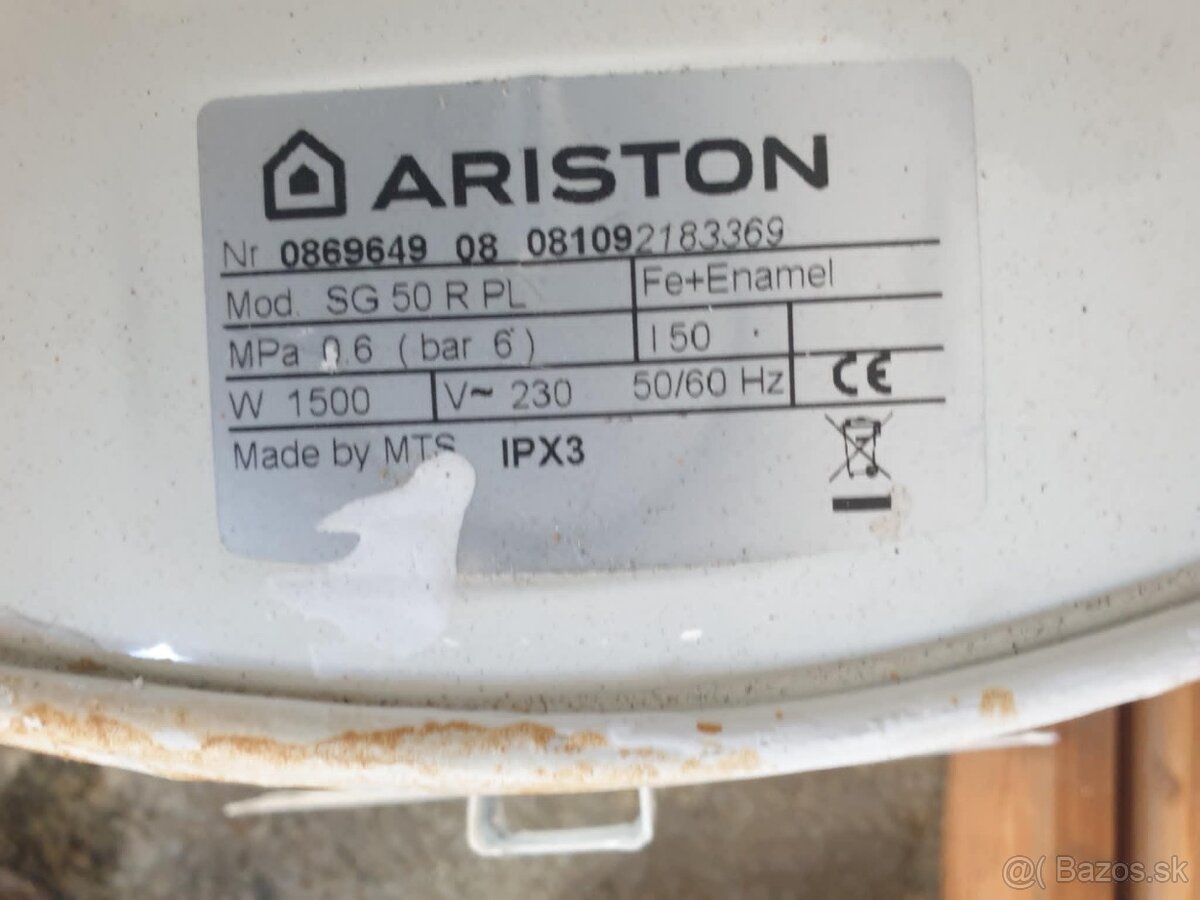 ARISTON
Nr 0869649 08 081092183369
Mod. SG 50 R PL Fe+Enamel
MPa 0.6 (bar 6) l 50
W 1500 V~ 230 50/60 Hz CE
Made by MTS IPX3
@( Bazos.sk